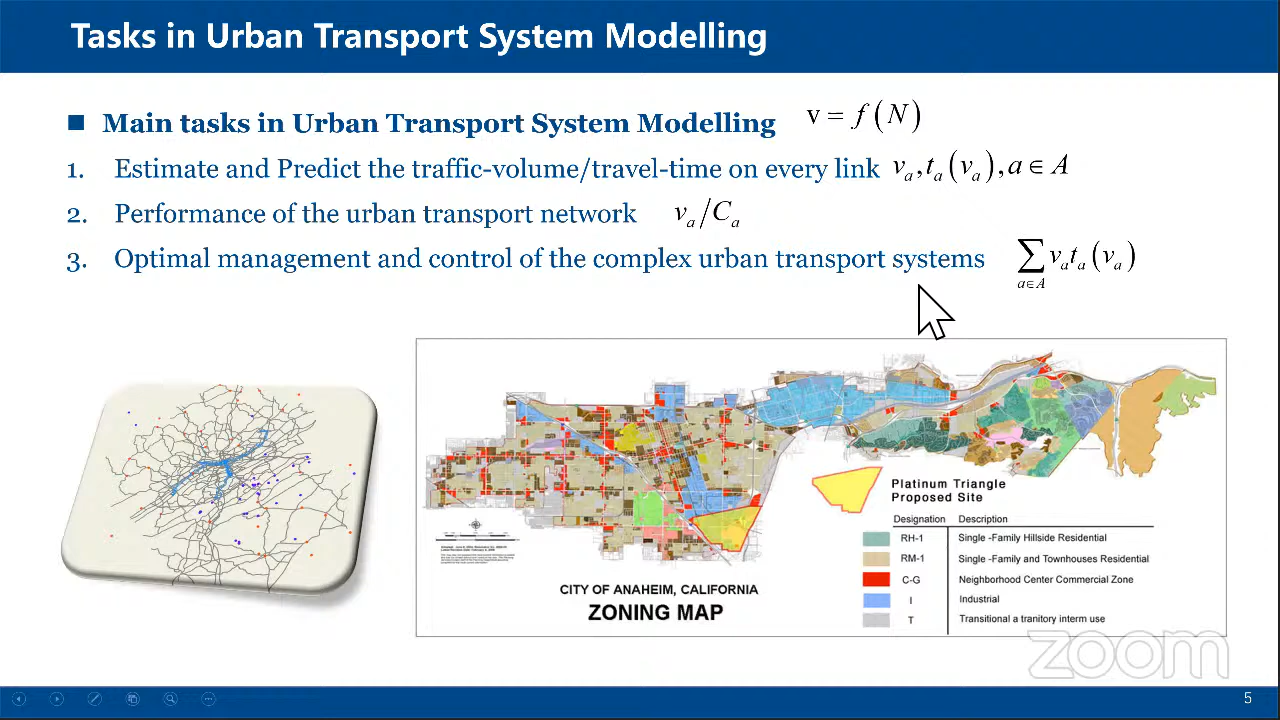 Tasks in Urban Transport System Modelling
■ Main tasks in Urban Transport System Modelling v = f(N)
1. Estimate and Predict the traffic-volume/travel-time on every link v_a, t_a(v_a), a ∈ A
2. Performance of the urban transport network v_a/C_a
3. Optimal management and control of the complex urban transport systems ∑_{a∈A} v_a t_a(v_a)
Platinum Triangle
Proposed Site
Designation Description
RH-1 Single -Family Hillside Residential
RM-1 Single -Family and Townhouses Residential
C-G Neighborhood Center Commercial Zone
I Industrial
T Transitional a tranitory interm use
CITY OF ANAHEIM, CALIFORNIA
ZONING MAP
zoom
5